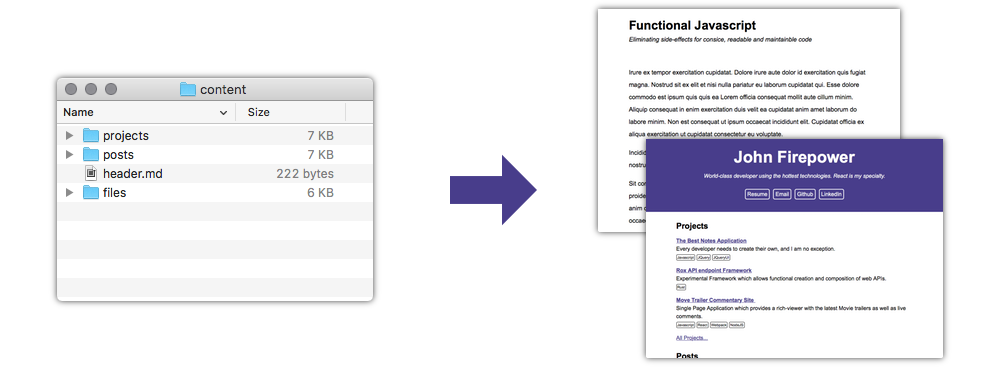 content
Name
Size
projects
7 KB
posts
7 KB
header.md
222 bytes
files
6 KB
Functional Javascript
Eliminating side-effects for consice, readable and maintainble code
Irure ex tempor exercitation cupidatat. Dolore irure aute dolor id exercitation quis fugiat
magna. Nostrud sit ex elit et nisi nulla pariatur eu laborum cupidatat qui. Esse dolore
commodo est ipsum quis quis ea Lorem officia consequat mollit aute cillum minim.
Aliquip consequat in enim exercitation duis velit ea cupidatat anim amet laborum do
labore minim. Non est consequat ut ipsum occaecat incididunt elit. Cupidatat officia ex
aliqua exercitation ut cupidatat consectetur eu voluptate.
Incidid
nostru
Sit con
proide
anim c
occae
John Firepower
World-class developer using the hottest technologies. React is my specialty.
Resume
Email
Github
LinkedIn
Projects
The Best Notes Application
Every developer needs to create their own, and I am no exception.
Javascript
jQuery
jQueryUI
Rox API endpoint Framework
Experimental Framework which allows functional creation and composition of web APIs.
Rust
Move Trailer Commentary Site
Single Page Application which provides a rich-viewer with the latest Movie trailers as well as live
comments.
Javascript
React
Webpack
NodeJS
All Projects...
Posts